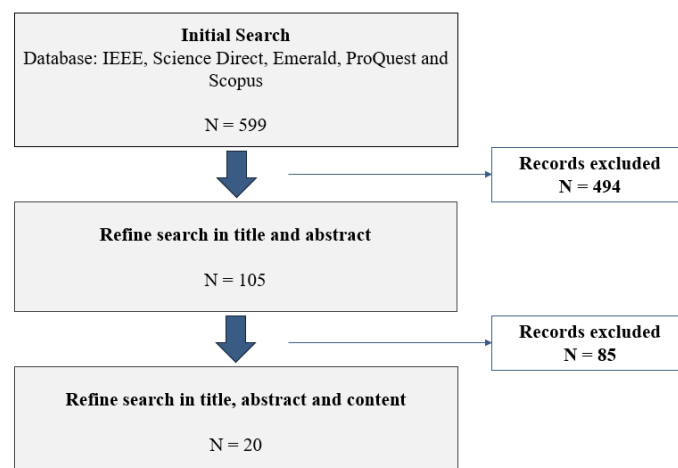 Initial Search
Database: IEEE, Science Direct, Emerald, ProQuest and
Scopus
N = 599
Records excluded
N = 494
Refine search in title and abstract
N = 105
Records excluded
N = 85
Refine search in title, abstract and content
N = 20